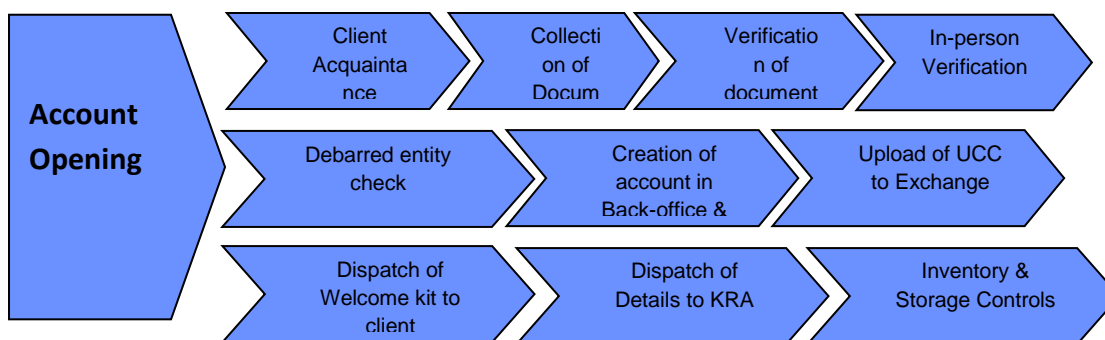 Account
Opening
Client
Acquainta
nce
Collecti
on of
Docum
Verificatio
n of
document
In-person
Verification
Debarred entity
check
Creation of
account in
Back-office &
Upload of UCC
to Exchange
Dispatch of
Welcome kit to
client
Dispatch of
Details to KRA
Inventory &
Storage Controls